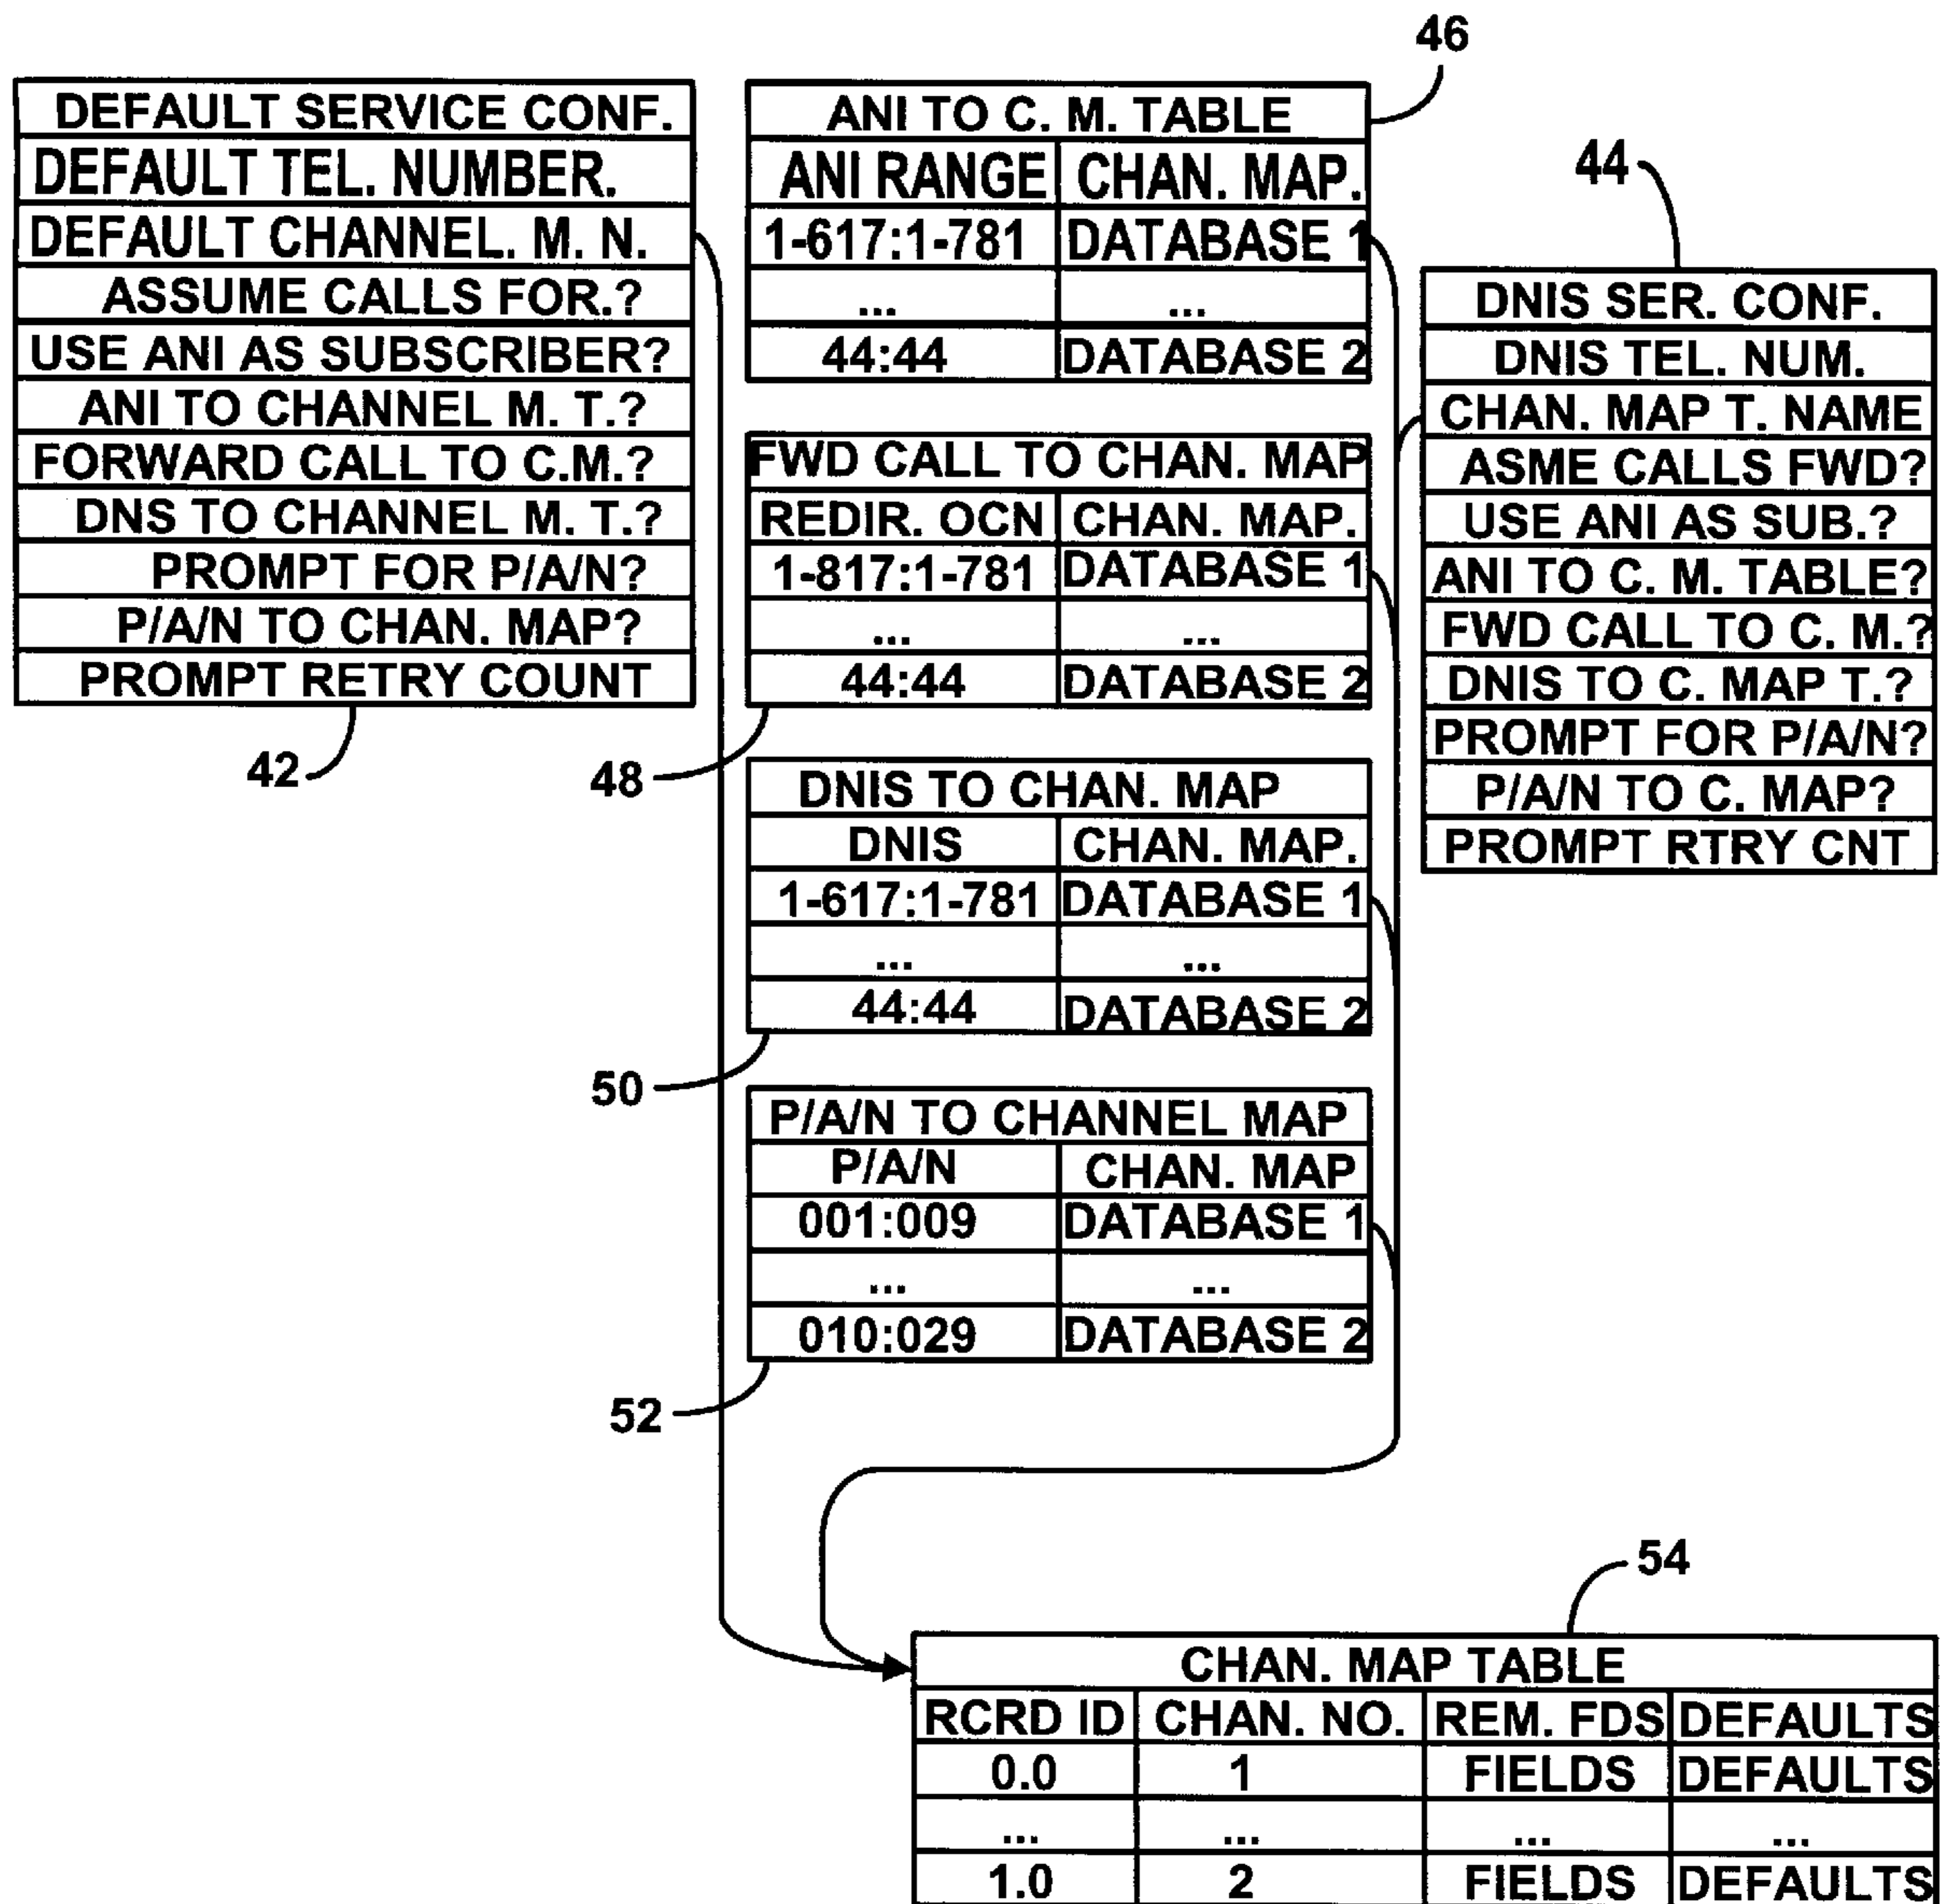 46
DEFAULT SERVICE CONF.
DEFAULT TEL. NUMBER.
DEFAULT CHANNEL. M. N.
ASSUME CALLS FOR.?
USE ANI AS SUBSCRIBER?
ANI TO CHANNEL M. T.?
FORWARD CALL TO C.M.?
DNS TO CHANNEL M. T.?
PROMPT FOR P/A/N?
P/A/N TO CHAN. MAP?
PROMPT RETRY COUNT
42
ANI TO C. M. TABLE
ANI RANGE CHAN. MAP.
1-617:1-781 DATABASE 1
... ...
44:44 DATABASE 2
FWD CALL TO CHAN. MAP
REDIR. OCN CHAN. MAP.
1-817:1-781 DATABASE 1
... ...
44:44 DATABASE 2
48
DNIS TO CHAN. MAP
DNIS CHAN. MAP.
1-617:1-781 DATABASE 1
... ...
44:44 DATABASE 2
50
P/A/N TO CHANNEL MAP
P/A/N CHAN. MAP
001:009 DATABASE 1
... ...
010:029 DATABASE 2
52
44
DNIS SER. CONF.
DNIS TEL. NUM.
CHAN. MAP T. NAME
ASME CALLS FWD?
USE ANI AS SUB.?
ANI TO C. M. TABLE?
FWD CALL TO C. M.?
DNIS TO C. MAP T.?
PROMPT FOR P/A/N?
P/A/N TO C. MAP?
PROMPT RTRY CNT
54
CHAN. MAP TABLE
RCRD ID CHAN. NO. REM. FDS DEFAULTS
0.0 1 FIELDS DEFAULTS
... ... ... ...
1.0 2 FIELDS DEFAULTS